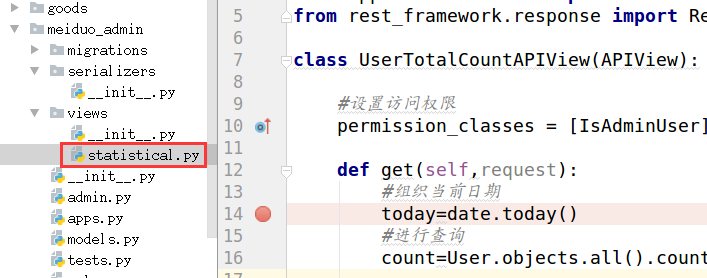 goods
meiduo_admin
migrations
serializers
__init__.py
views
__init__.py
statistical.py
__init__.py
admin.py
apps.py
models.py
tests.py
5 from rest_framework.response import Re
6
7 class UserTotalCountAPIView(APIView):
8
9 #设置访问权限
10 permission_classes = [IsAdminUser]
11
12 def get(self,request):
13 #组织当前日期
14 today=date.today()
15 #进行查询
16 count=User.objects.all().count
17